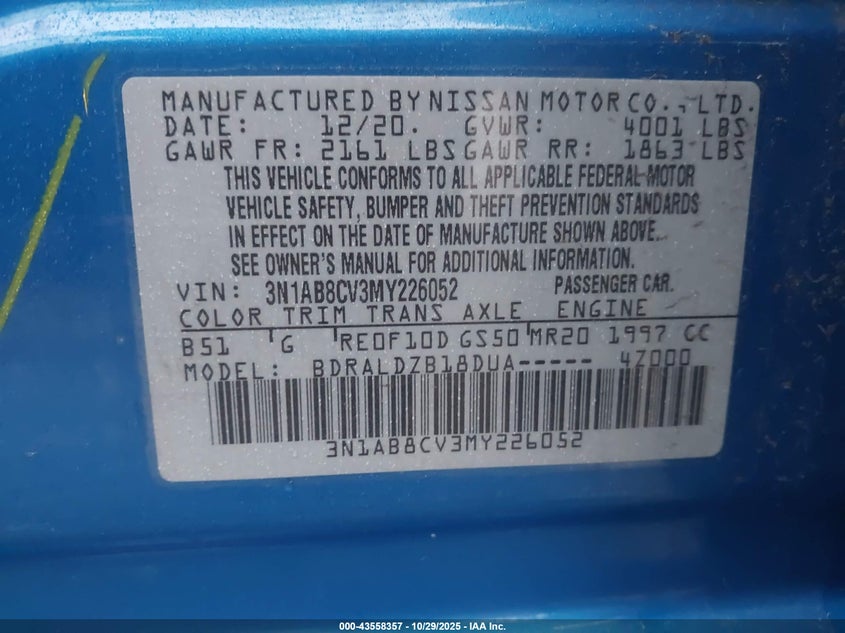 MANUFACTURED BY NISSAN MOTOR CO., LTD.
DATE: 12/20. GVWR: 4001 LBS
GAWR FR: 2161 LBS GAWR RR: 1863 LBS
THIS VEHICLE CONFORMS TO ALL APPLICABLE FEDERAL MOTOR
VEHICLE SAFETY, BUMPER AND THEFT PREVENTION STANDARDS
IN EFFECT ON THE DATE OF MANUFACTURE SHOWN ABOVE.
SEE OWNER'S MANUAL FOR ADDITIONAL INFORMATION.
VIN: 3N1AB8CV3MY226052 PASSENGER CAR.
COLOR TRIM TRANS AXLE ENGINE
B51 G RE0F10D GS50 MR20 1997 CC
MODEL: BDRALDZB18DUA----- 4Z000
3N1AB8CV3MY226052
000-43558357 - 10/29/2025 - IAA Inc.